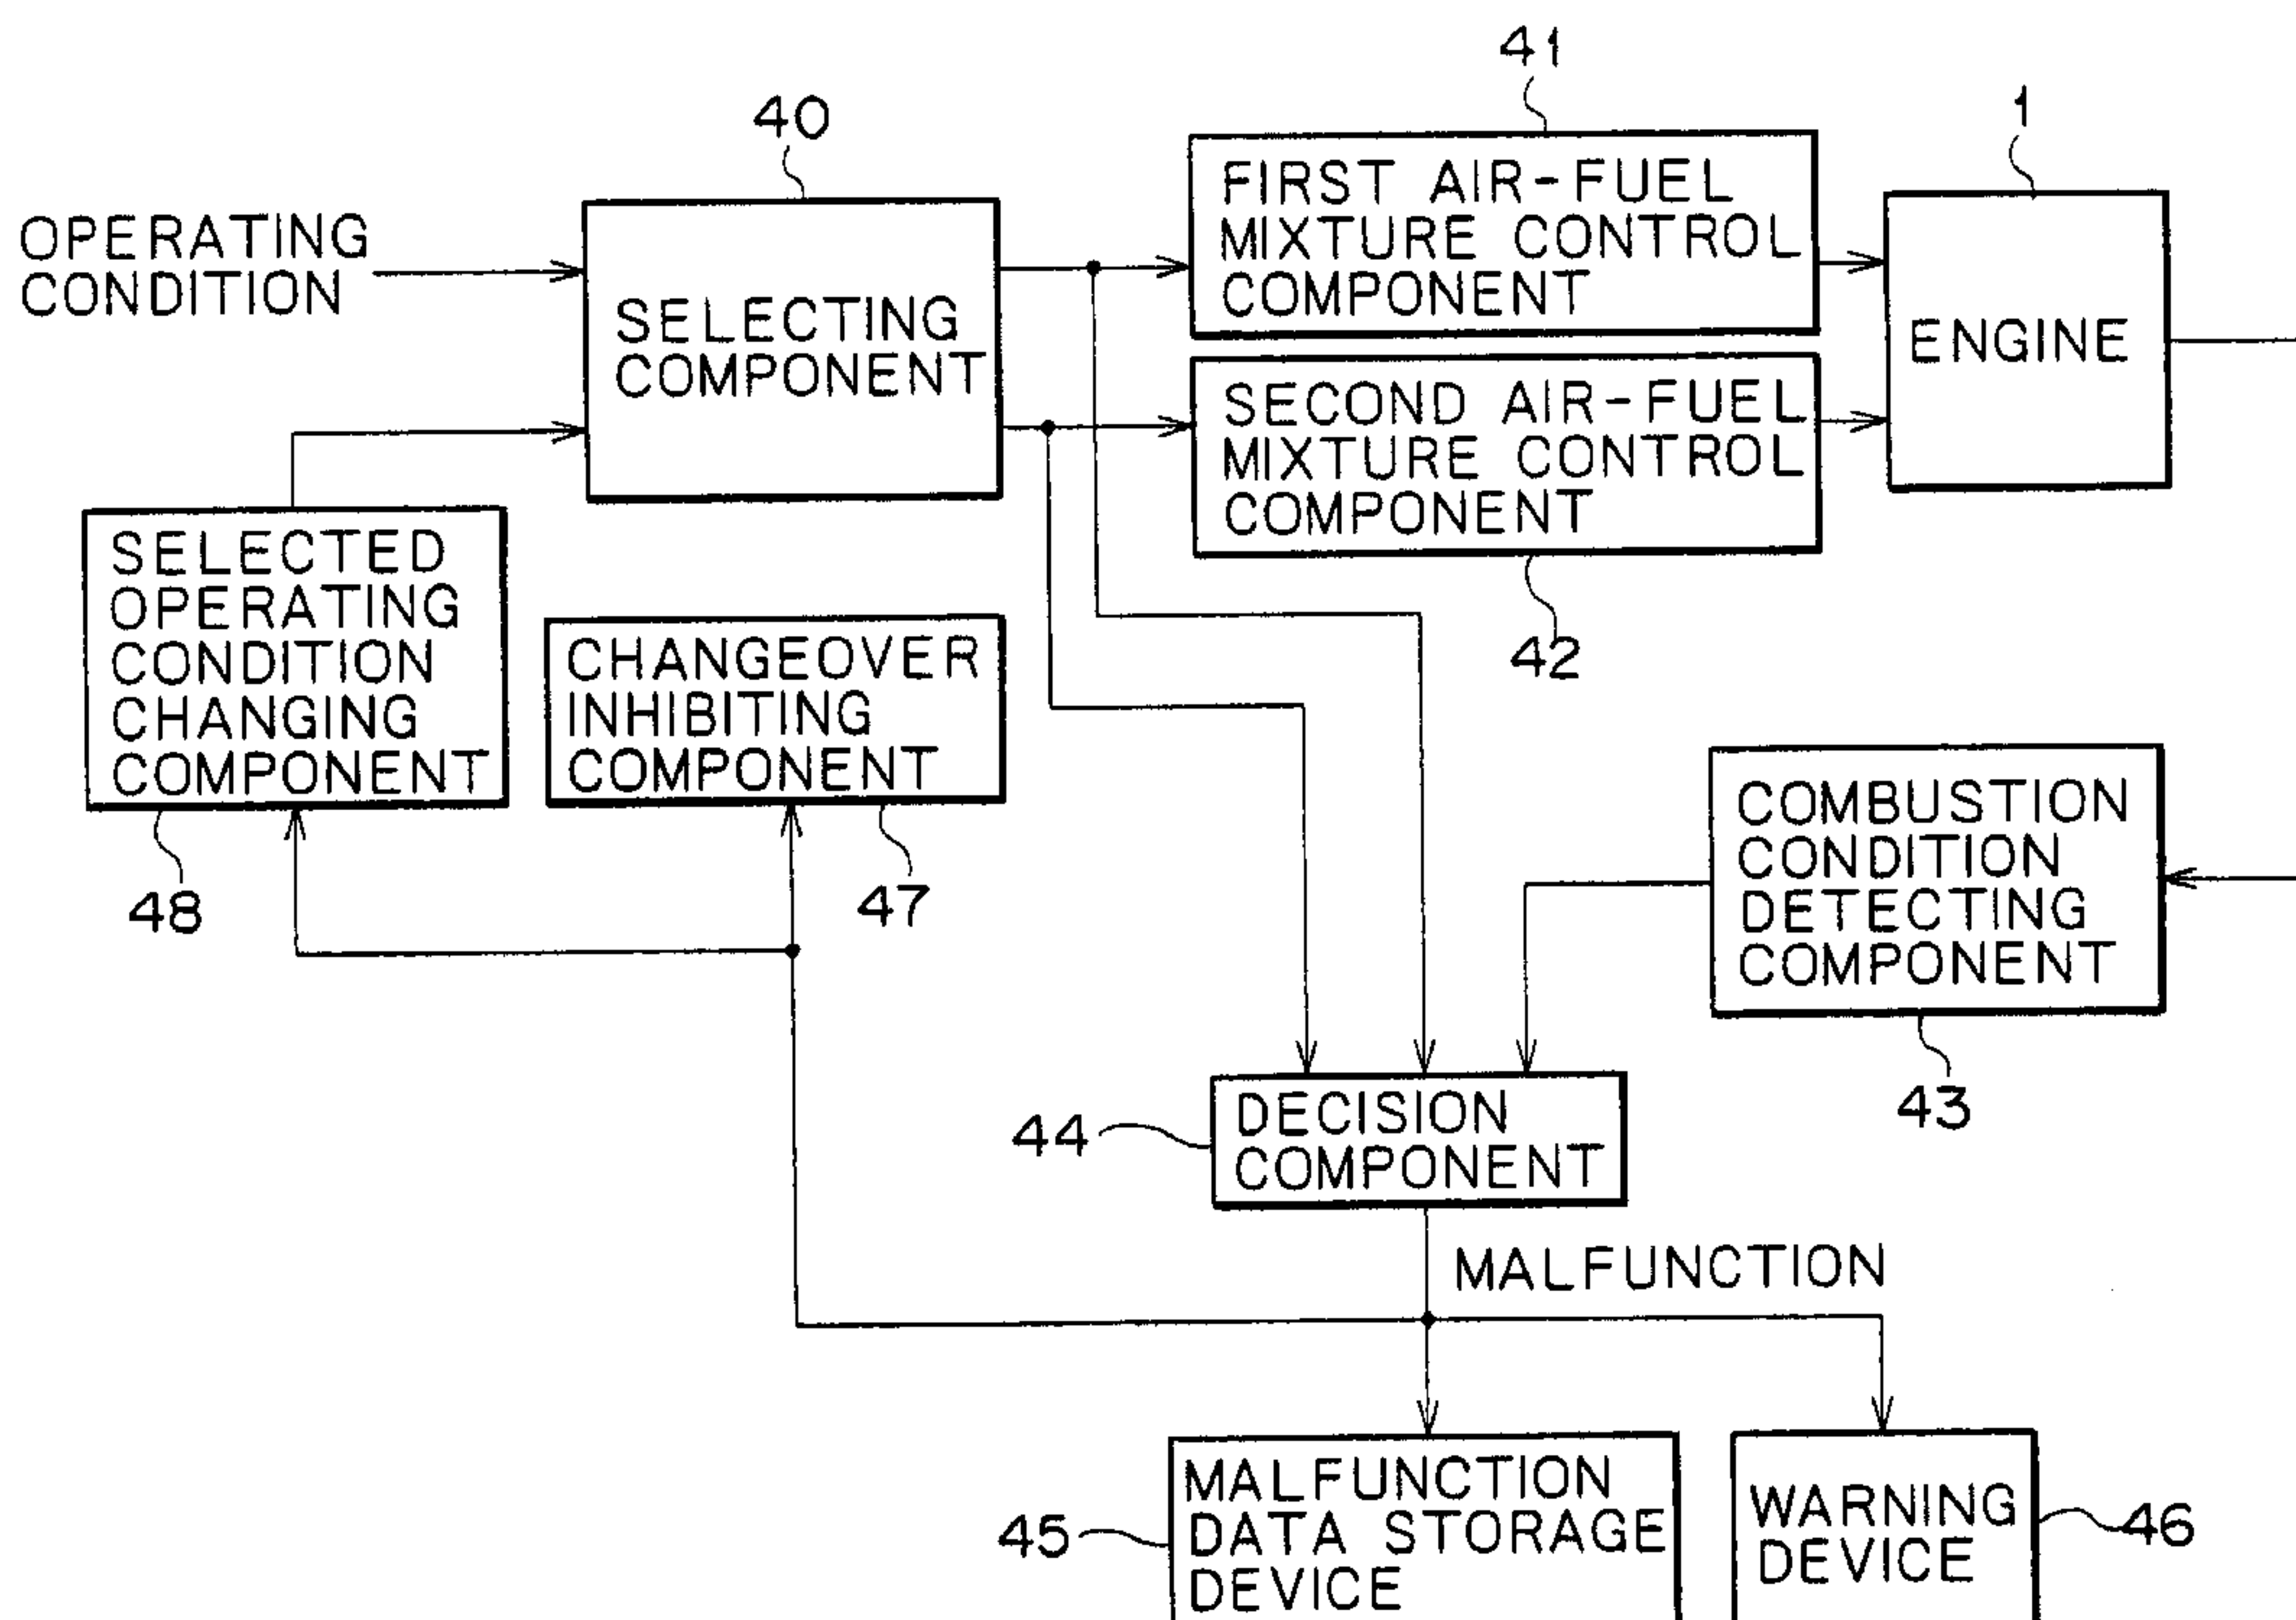 41
1
40
FIRST AIR-FUEL
MIXTURE CONTROL
COMPONENT
OPERATING
CONDITION
SELECTING
COMPONENT
ENGINE
SECOND AIR-FUEL
MIXTURE CONTROL
COMPONENT
SELECTED
OPERATING
CONDITION
CHANGING
COMPONENT
CHANGEOVER
INHIBITING
COMPONENT
42
COMBUSTION
CONDITION
DETECTING
COMPONENT
48
47
43
44
DECISION
COMPONENT
MALFUNCTION
45
MALFUNCTION
DATA STORAGE
DEVICE
WARNING
DEVICE
46